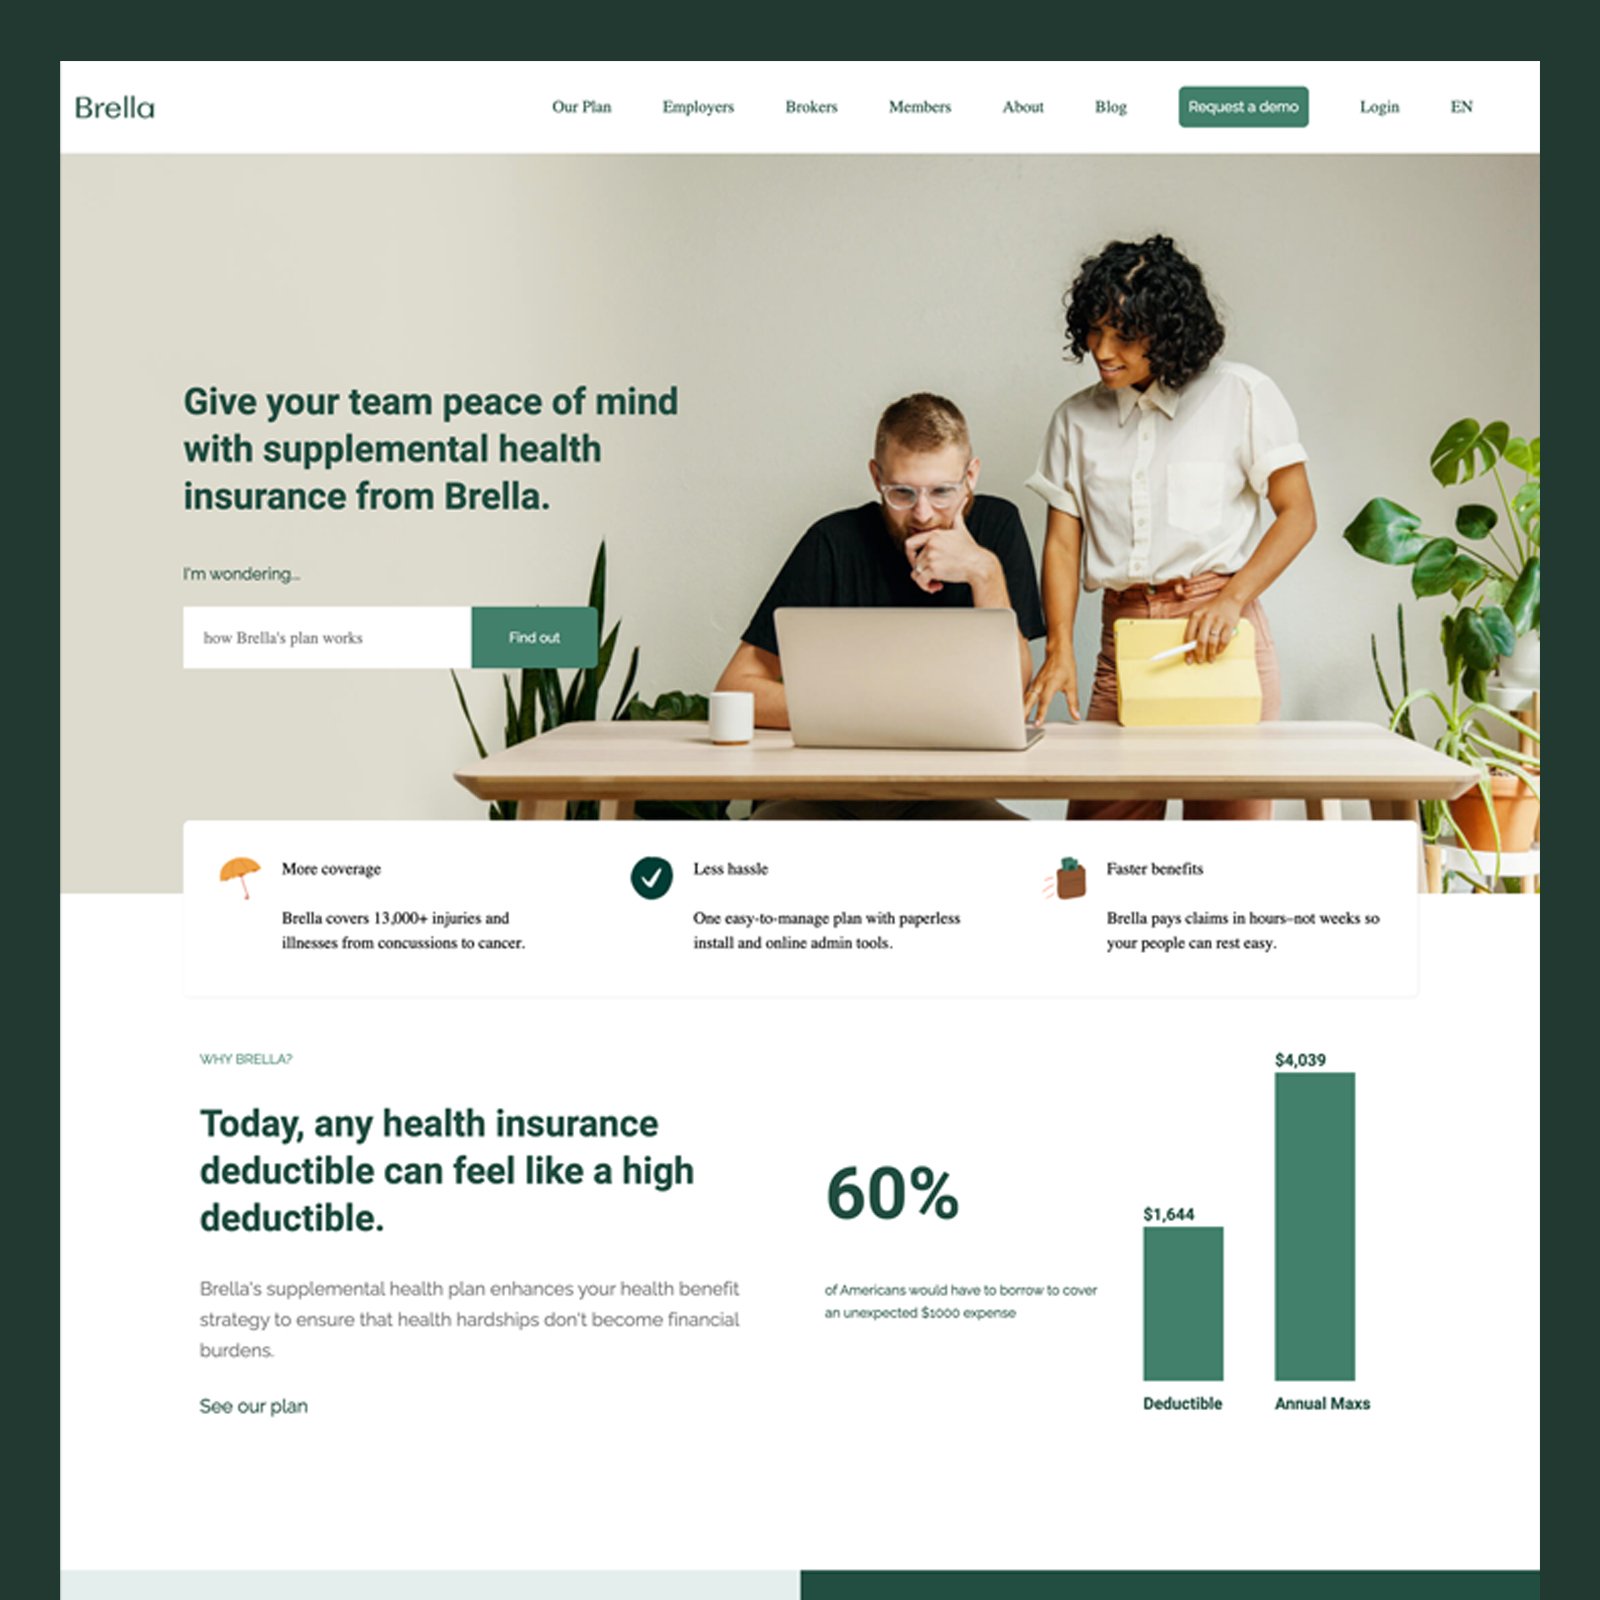 Brella
Our Plan
Employers
Brokers
Members
About
Blog
Request a demo
Login
EN
Give your team peace of mind
with supplemental health
insurance from Brella.
I'm wondering...
how Brella's plan works
Find out
More coverage
Brella covers 13,000+ injuries and
illnesses from concussions to cancer.
Less hassle
One easy-to-manage plan with paperless
install and online admin tools.
Faster benefits
Brella pays claims in hours–not weeks so
your people can rest easy.
WHY BRELLA?
Today, any health insurance
deductible can feel like a high
deductible.
Brella's supplemental health plan enhances your health benefit
strategy to ensure that health hardships don't become financial
burdens.
See our plan
60%
of Americans would have to borrow to cover
an unexpected $1000 expense
$1,644
Deductible
$4,039
Annual Maxs